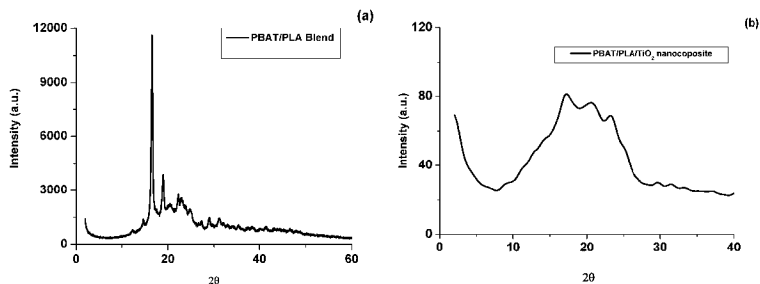 (a)
PBAT/PLA Blend
Intensity (a.u.)
12000
9000
6000
3000
0
0
20
40
60
2θ
(b)
PBAT/PLA/TiO2 nanocoposite
Intensity (a.u.)
120
80
40
0
0
10
20
30
40
2θ